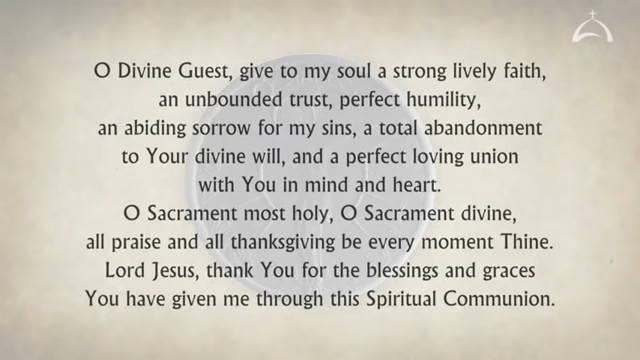 O Divine Guest, give to my soul a strong lively faith,
an unbounded trust, perfect humility,
an abiding sorrow for my sins, a total abandonment
to Your divine will, and a perfect loving union
with You in mind and heart.
O Sacrament most holy, O Sacrament divine,
all praise and all thanksgiving be every moment Thine.
Lord Jesus, thank You for the blessings and graces
You have given me through this Spiritual Communion.